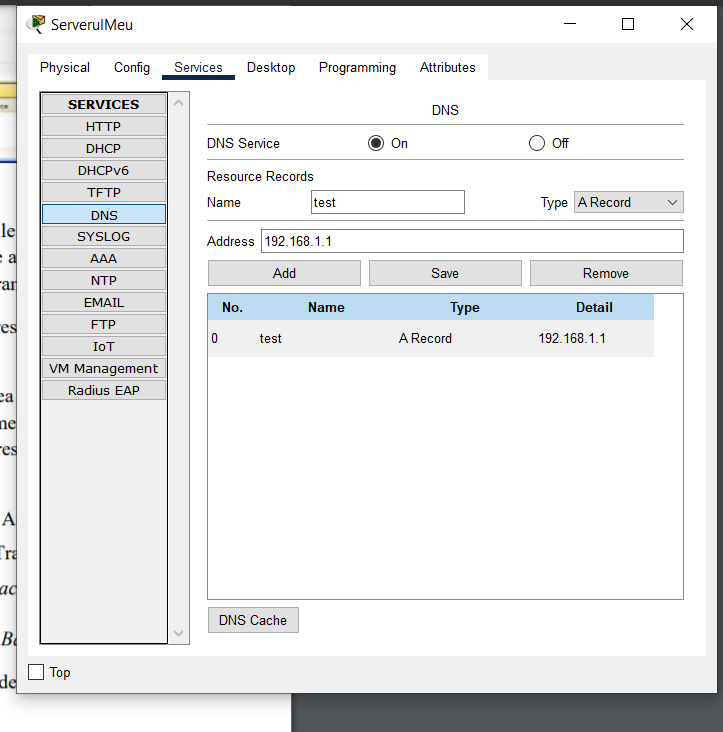 ServerulMeu
Physical Config Services Desktop Programming Attributes
SERVICES
HTTP
DHCP
DHCPv6
TFTP
DNS
SYSLOG
AAA
NTP
EMAIL
FTP
IoT
VM Management
Radius EAP
DNS
DNS Service On Off
Resource Records
Name test Type A Record
Address 192.168.1.1
Add Save Remove
No. Name Type Detail
0 test A Record 192.168.1.1
DNS Cache
Top